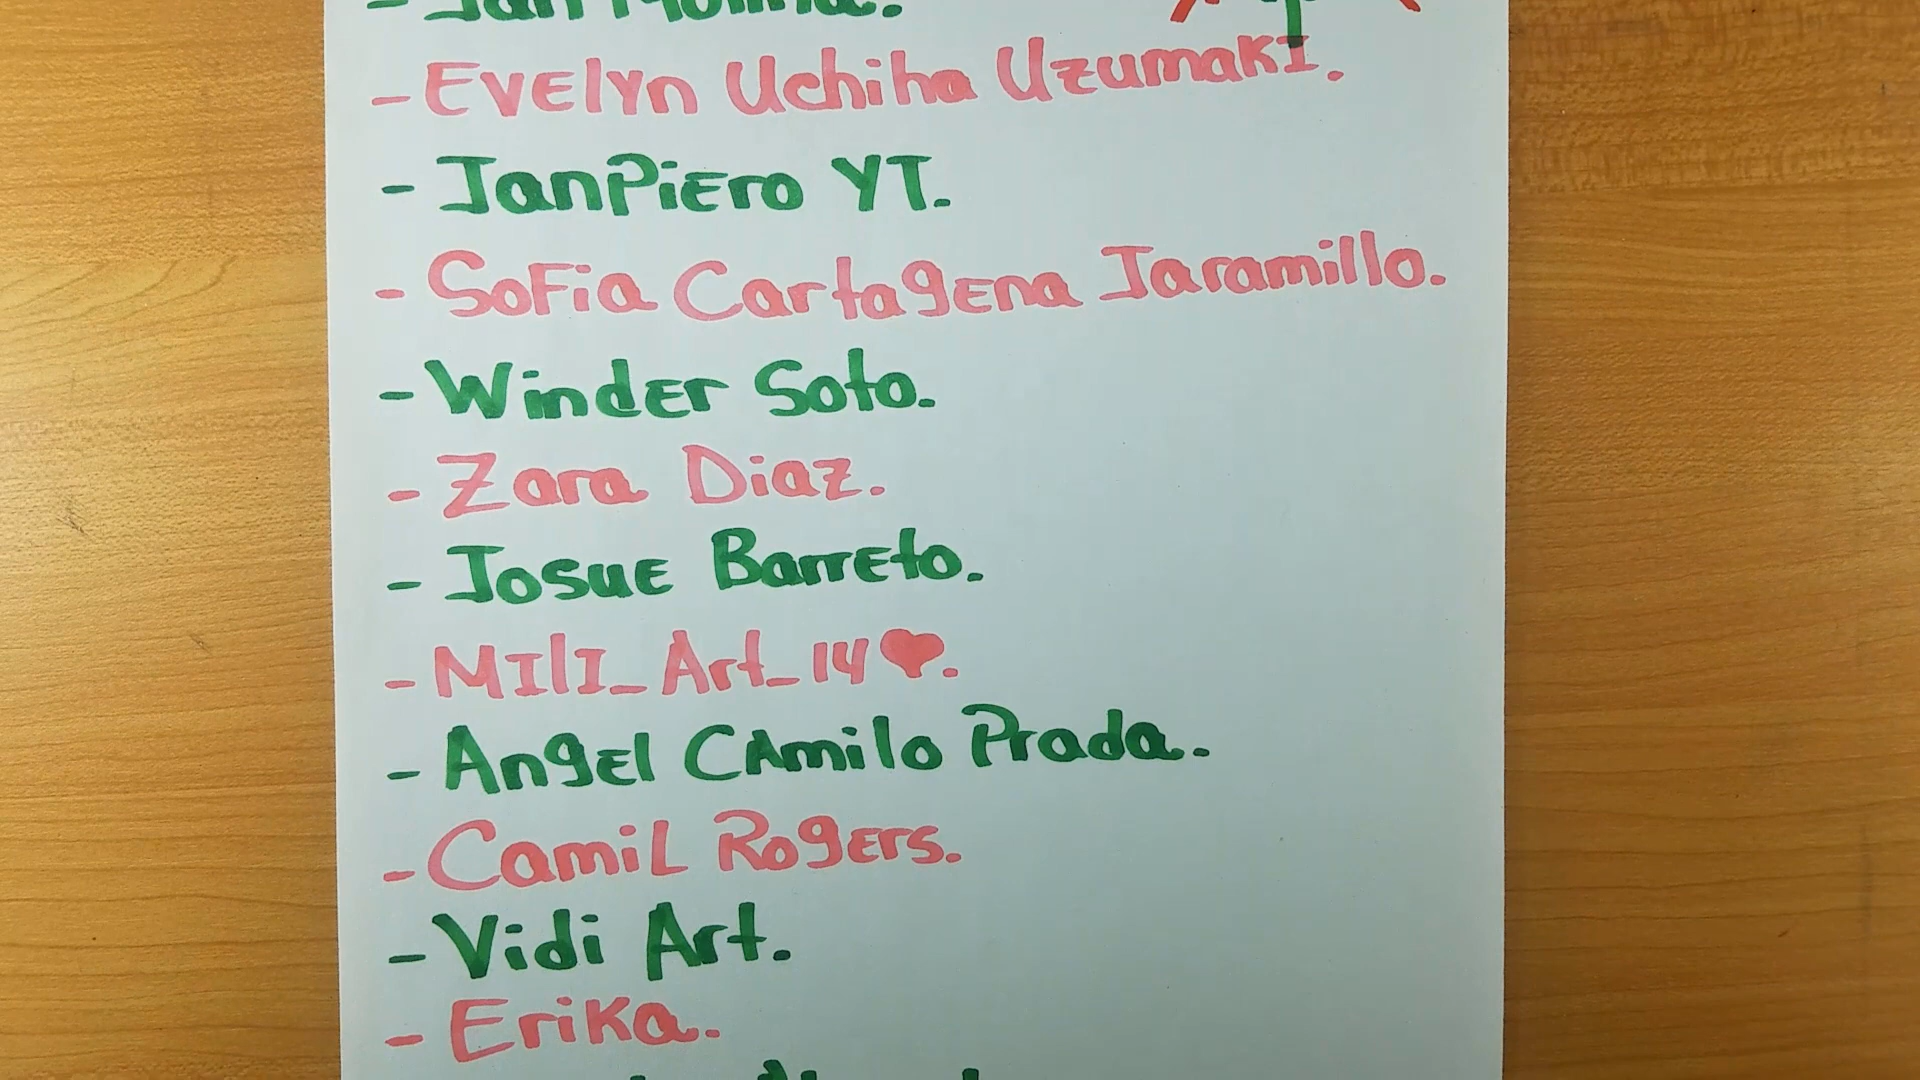 - Evelyn Uchiha Uzumaki.
- JanPiero YT.
- Sofia Cartagena Jaramillo.
- Winder Soto.
- Zara Diaz.
- Josue Barreto.
- MIlI_Art_14❤.
- Angel CAmilo Prada.
- CamiL Rogers.
- Vidi Art.
- Erika.